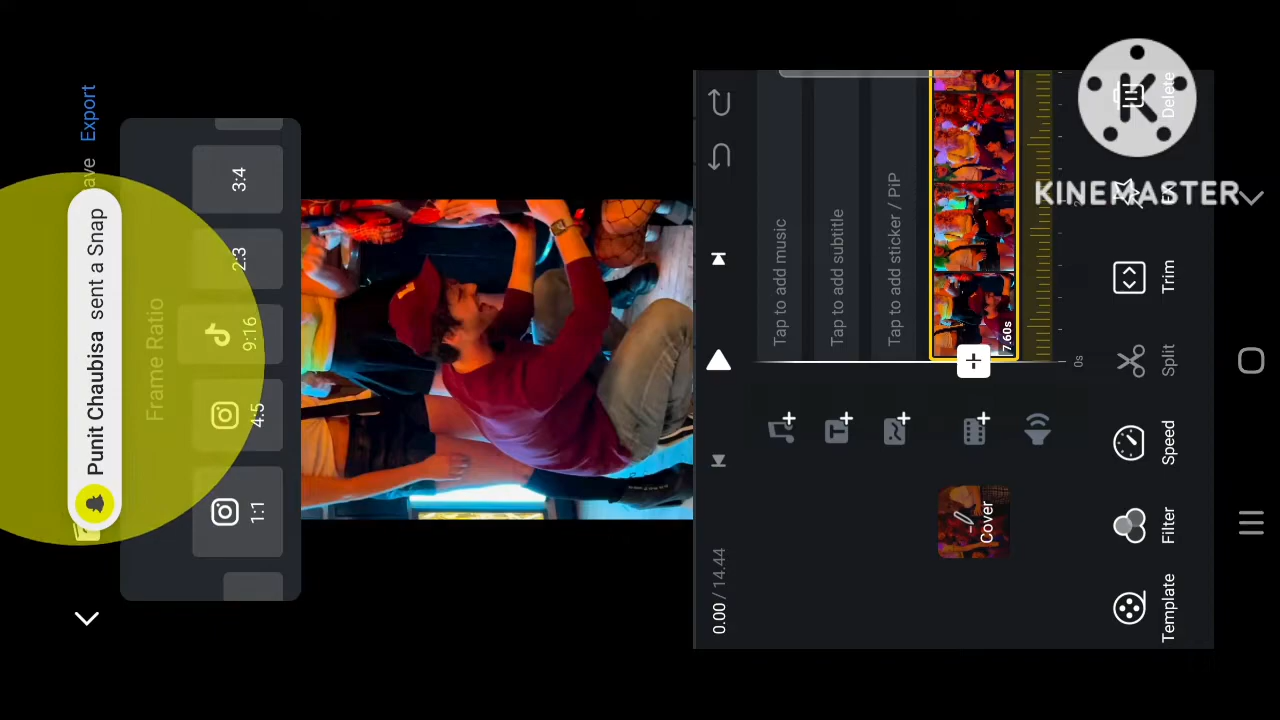 ave Export
Punit Chaubisa sent a Snap
Frame Ratio
1:1
4:5
9:16
2:3
3:4
0.00 / 14.44
Tap to add music
Tap to add subtitle
Tap to add sticker / PiP
Cover
7.60s
0s
Template
Filter
Speed
Split
Trim
Delete
KINEMASTER